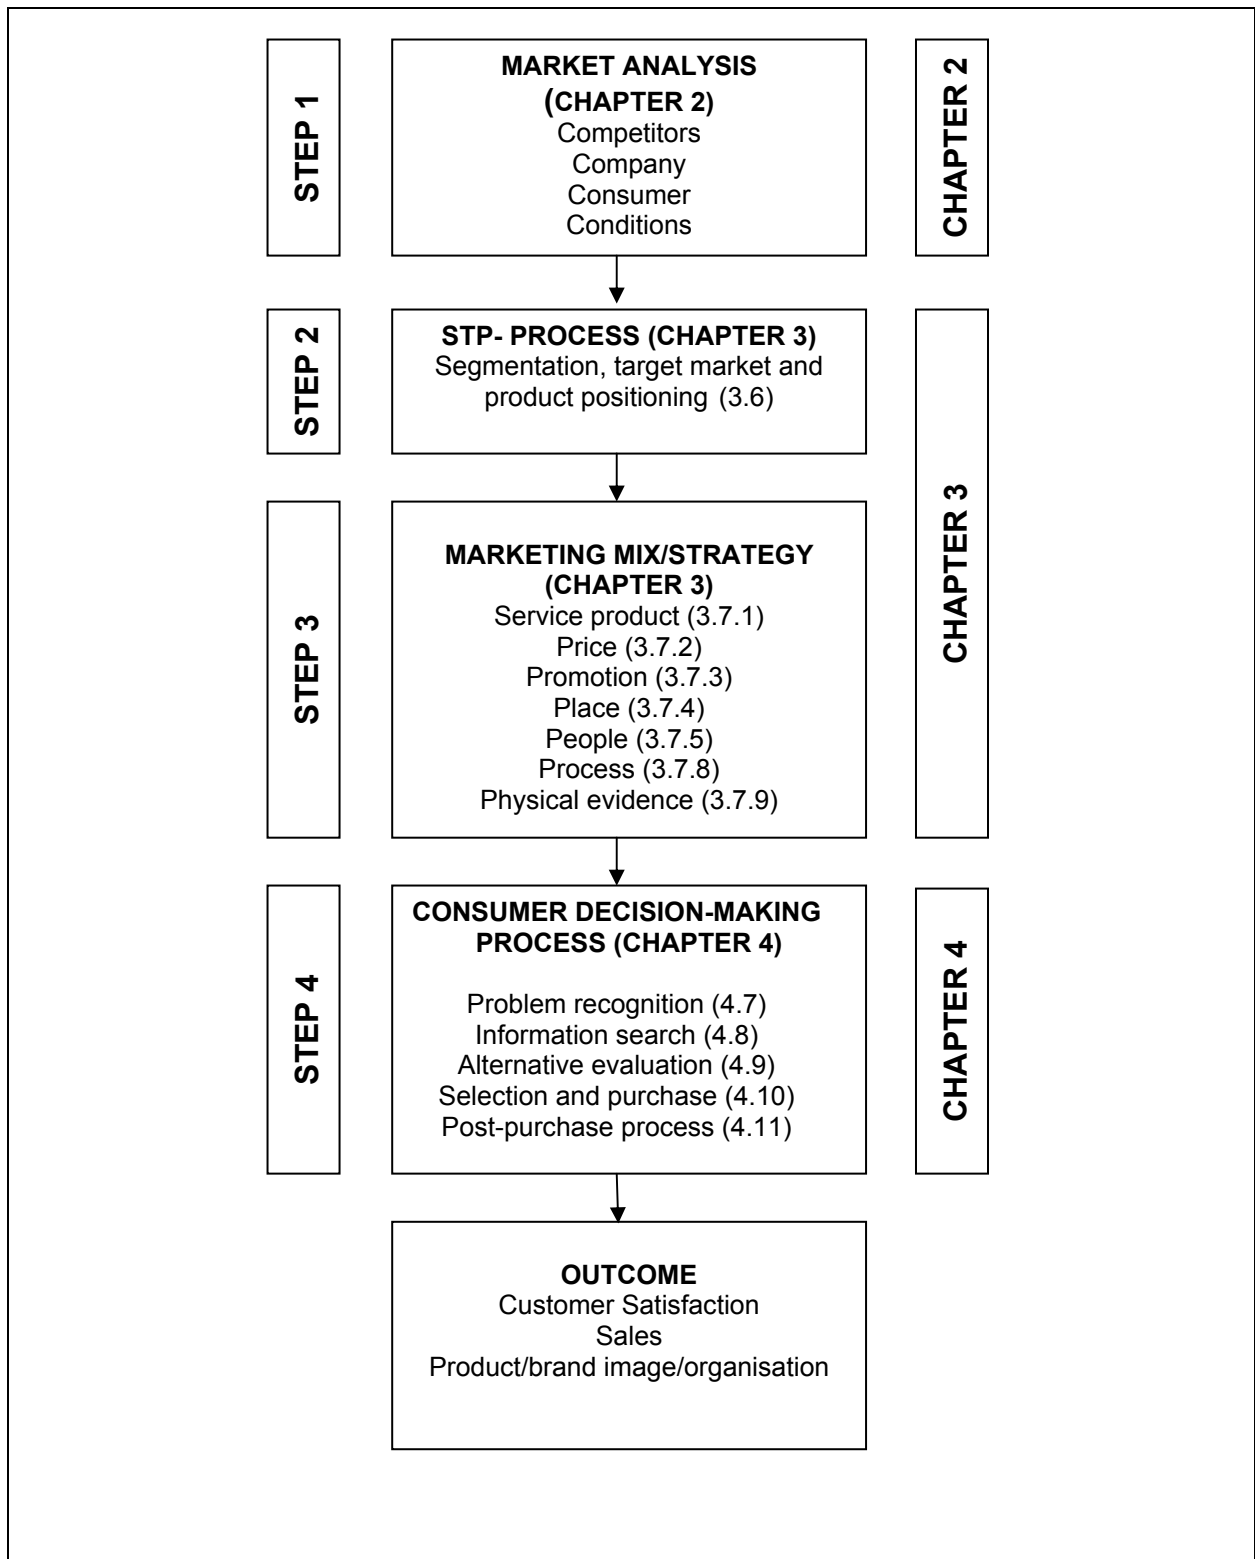 STEP 1
MARKET ANALYSIS
(CHAPTER 2)
Competitors
Company
Consumer
Conditions
CHAPTER 2
STEP 2
STP- PROCESS (CHAPTER 3)
Segmentation, target market and
product positioning (3.6)
CHAPTER 3
STEP 3
MARKETING MIX/STRATEGY
(CHAPTER 3)
Service product (3.7.1)
Price (3.7.2)
Promotion (3.7.3)
Place (3.7.4)
People (3.7.5)
Process (3.7.8)
Physical evidence (3.7.9)
STEP 4
CONSUMER DECISION-MAKING
PROCESS (CHAPTER 4)
Problem recognition (4.7)
Information search (4.8)
Alternative evaluation (4.9)
Selection and purchase (4.10)
Post-purchase process (4.11)
CHAPTER 4
OUTCOME
Customer Satisfaction
Sales
Product/brand image/organisation